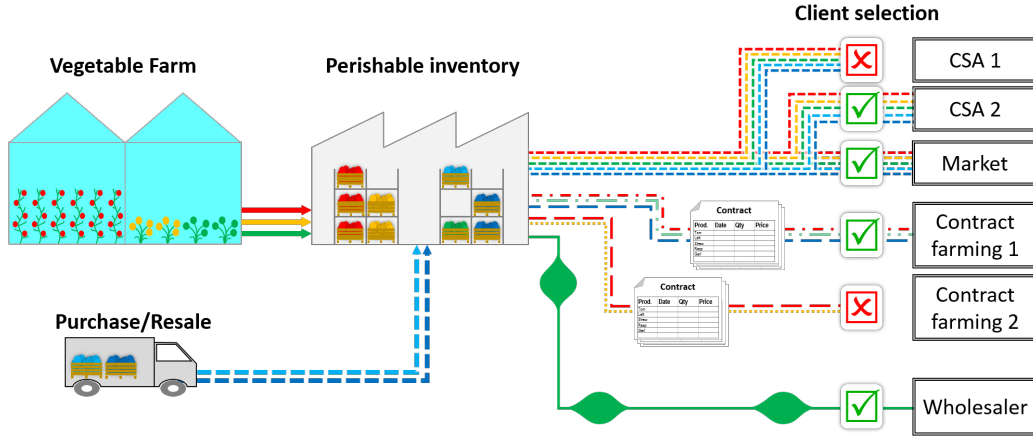 Client selection
Vegetable Farm
Perishable inventory
CSA 1
CSA 2
Market
Contract
Prod. Date Qty Price
Contract
farming 1
Contract
Prod. Date Qty Price
Contract
farming 2
Purchase/Resale
Wholesaler